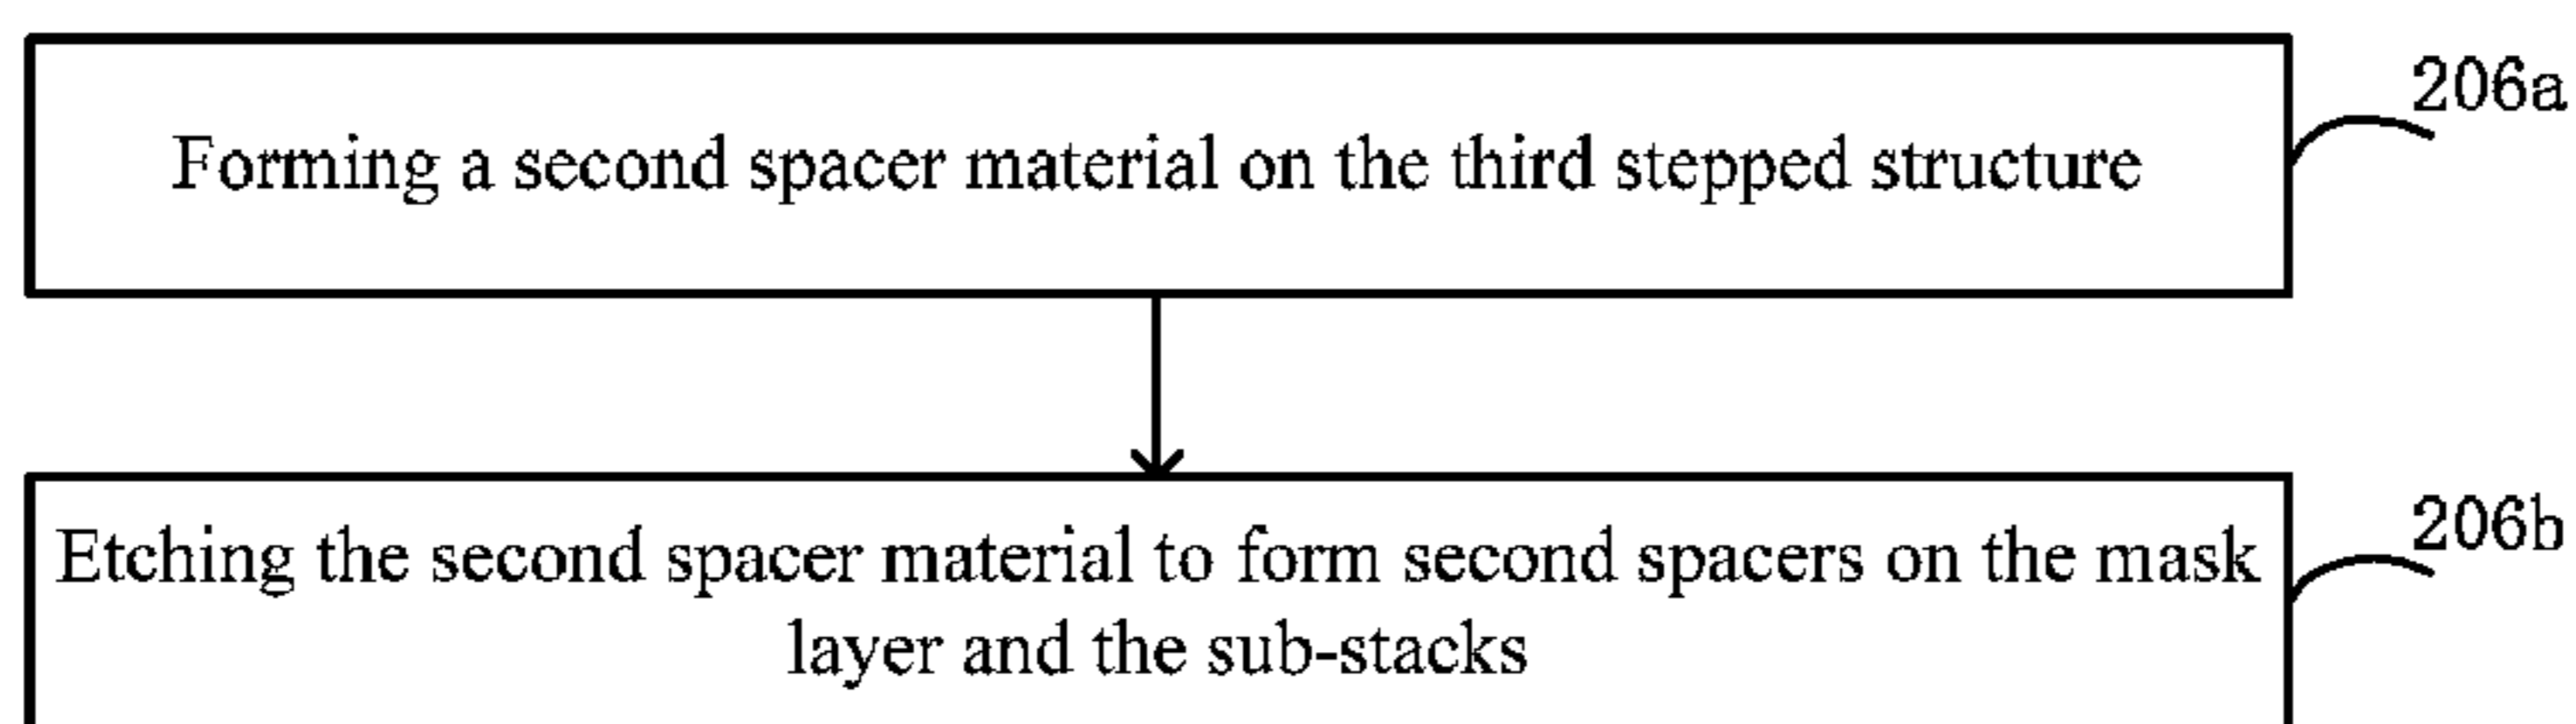 206a
Forming a second spacer material on the third stepped structure
206b
Etching the second spacer material to form second spacers on the mask
layer and the sub-stacks